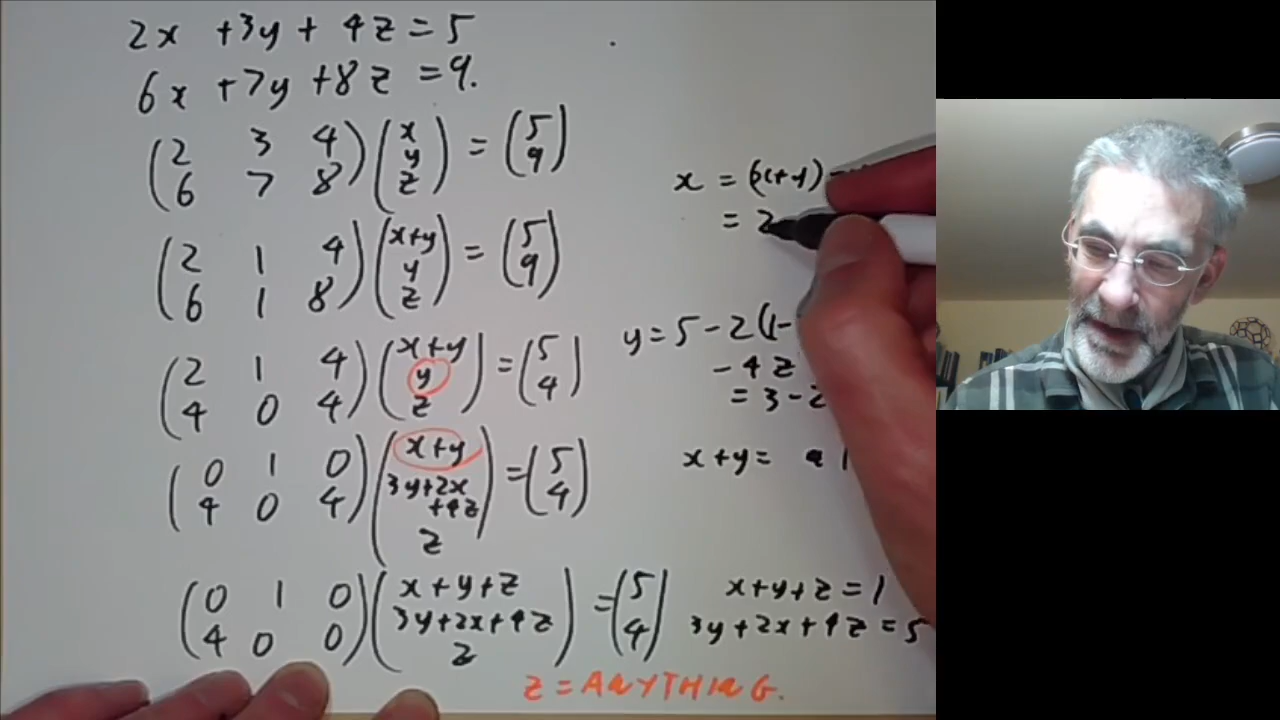 2x + 3y + 4z = 5
6x + 7y + 8z = 9.
(2 3 4) (x) = (5)
(6 7 8) (y) (9)
(z)
(2 1 4) (x+y) = (5)
(6 1 8) (y) (9)
(z)
(2 1 4) (x+y) = (5)
(4 0 4) (y) (4)
(z)
(0 1 0) (x+y) = (5)
(4 0 4) (3y+2x (4)
+4z)
(z)
(0 1 0) (x+y+z) = (5)
(4 0 0) (3y+2x+4z) (4)
(z)
x = (x+y) -
= 2
y = 5 - 2(1-
- 4z
= 3 - 2
x+y =
x+y+z = 1
3y+2x+4z = 5
z = ANYTHING.